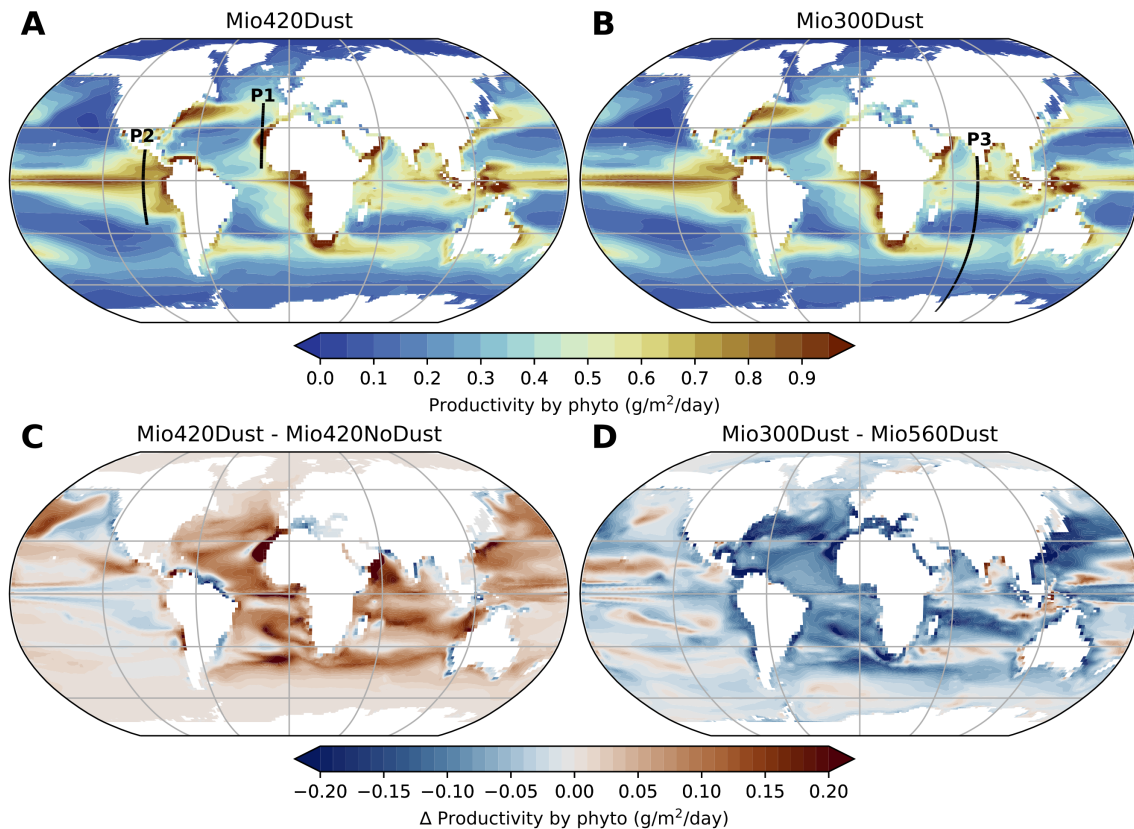 A
Mio420Dust
B
Mio300Dust
P1
P2
P3
0.0 0.1 0.2 0.3 0.4 0.5 0.6 0.7 0.8 0.9
Productivity by phyto (g/m²/day)
C
Mio420Dust - Mio420NoDust
D
Mio300Dust - Mio560Dust
−0.20 −0.15 −0.10 −0.05 0.00 0.05 0.10 0.15 0.20
Δ Productivity by phyto (g/m²/day)